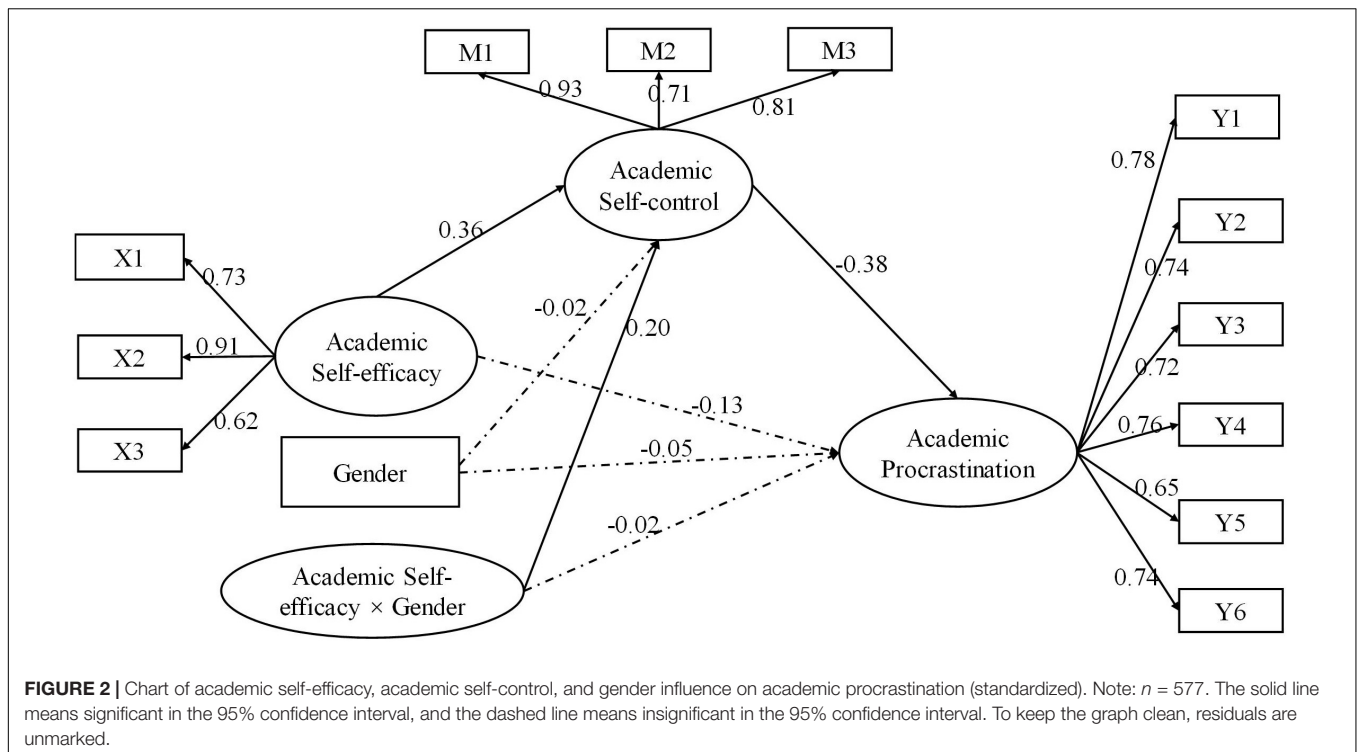 M1
M2
M3
0.93
0.71
0.81
Y1
0.78
Academic
Self-control
Y2
0.74
0.36
-0.38
X1
0.73
Y3
0.72
-0.02
0.20
X2
0.91
Academic
Self-efficacy
-0.13
Y4
0.76
X3
0.62
Academic
Procrastination
Gender
-0.05
0.65
Y5
-0.02
Academic Self-
efficacy × Gender
0.74
Y6
FIGURE 2 | Chart of academic self-efficacy, academic self-control, and gender influence on academic procrastination (standardized). Note: n = 577. The solid line
means significant in the 95% confidence interval, and the dashed line means insignificant in the 95% confidence interval. To keep the graph clean, residuals are
unmarked.